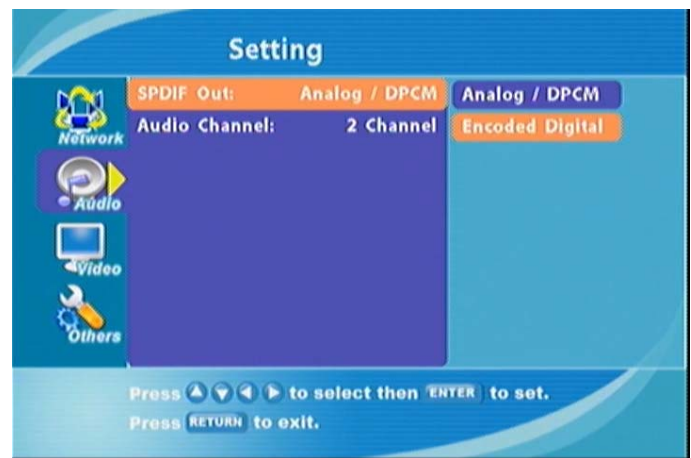 Setting
SPDIF Out: Analog / DPCM Analog / DPCM
Audio Channel: 2 Channel Encoded Digital
Network
Audio
Video
Others
Press to select then ENTER to set.
Press RETURN to exit.